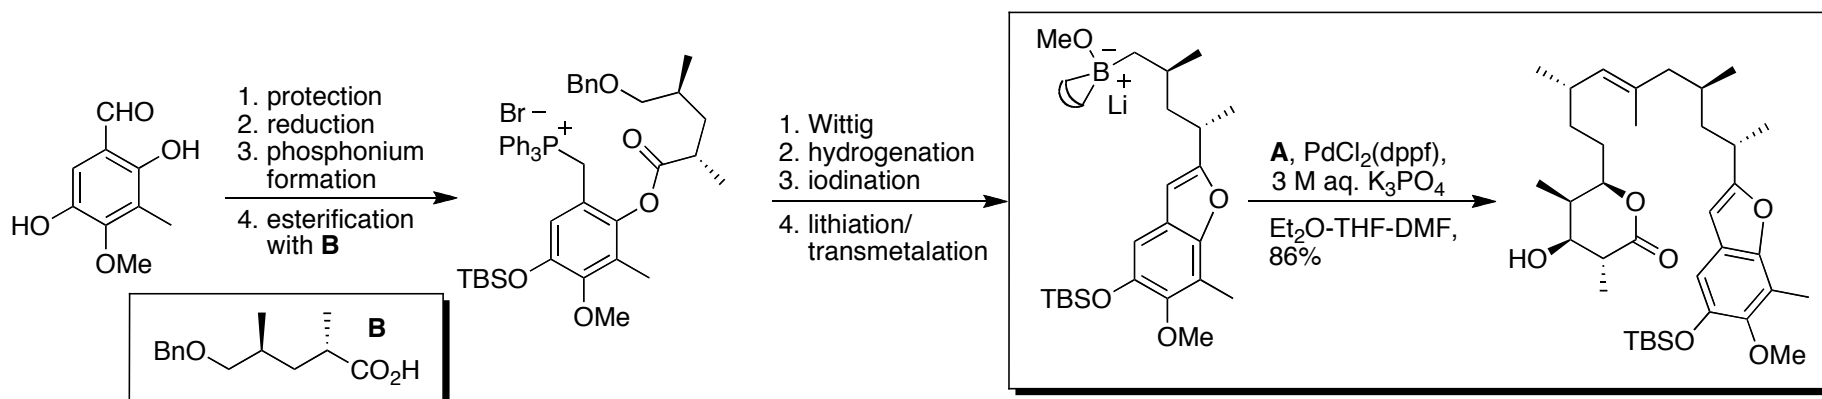 CHO
OH
HO
OMe
1. protection
2. reduction
3. phosphonium
formation
4. esterification
with B
BnO
B
CO2H
BnO
Br −
+
Ph3P
O
O
TBSO
OMe
1. Wittig
2. hydrogenation
3. iodination
4. lithiation/
transmetalation
MeO
−
B
+
Li
O
TBSO
OMe
A, PdCl2(dppf),
3 M aq. K3PO4
Et2O-THF-DMF,
86%
O
O
HO
O
TBSO
OMe